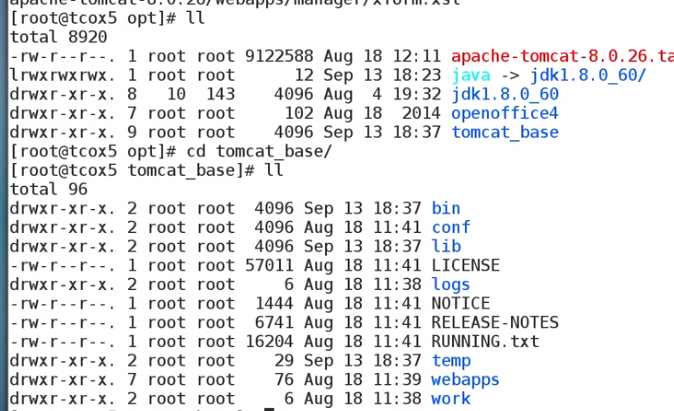 apache-tomcat-8.0.26/webapps/manager/xform.xsl
[root@tcox5 opt]# ll
total 8920
-rw-r--r--. 1 root root 9122588 Aug 18 12:11 apache-tomcat-8.0.26.ta
lrwxrwxrwx. 1 root root 12 Sep 13 18:23 java -> jdk1.8.0_60/
drwxr-xr-x. 8 10 143 4096 Aug 4 19:32 jdk1.8.0_60
drwxr-xr-x. 7 root root 102 Aug 18 2014 openoffice4
drwxr-xr-x. 9 root root 4096 Sep 13 18:37 tomcat_base
[root@tcox5 opt]# cd tomcat_base/
[root@tcox5 tomcat_base]# ll
total 96
drwxr-xr-x. 2 root root 4096 Sep 13 18:37 bin
drwxr-xr-x. 2 root root 4096 Aug 18 11:41 conf
drwxr-xr-x. 2 root root 4096 Sep 13 18:37 lib
-rw-r--r--. 1 root root 57011 Aug 18 11:41 LICENSE
drwxr-xr-x. 2 root root 6 Aug 18 11:38 logs
-rw-r--r--. 1 root root 1444 Aug 18 11:41 NOTICE
-rw-r--r--. 1 root root 6741 Aug 18 11:41 RELEASE-NOTES
-rw-r--r--. 1 root root 16204 Aug 18 11:41 RUNNING.txt
drwxr-xr-x. 2 root root 29 Sep 13 18:37 temp
drwxr-xr-x. 7 root root 76 Aug 18 11:39 webapps
drwxr-xr-x. 2 root root 6 Aug 18 11:38 work